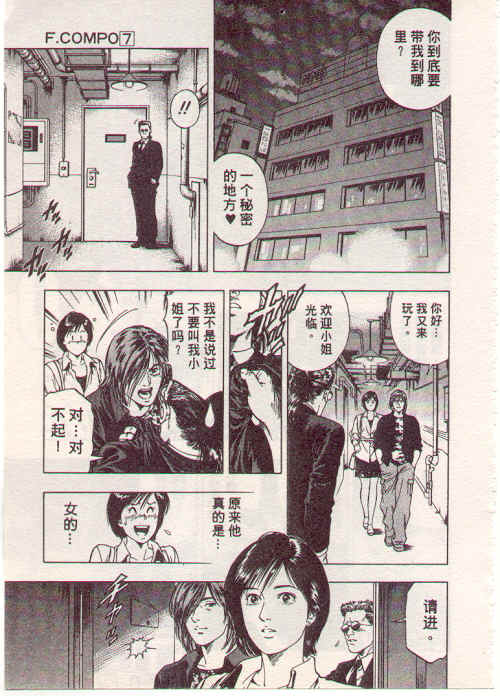 F.COMPO 7
你到底要
带我到哪
里？
一个秘密
的地方♥
!!
你好…
我又来
玩了。
欢迎小姐
光临。
我不是说过
不要叫我小
姐了吗？
对…对
不起！
原来他
真的是…
女的…
请进。